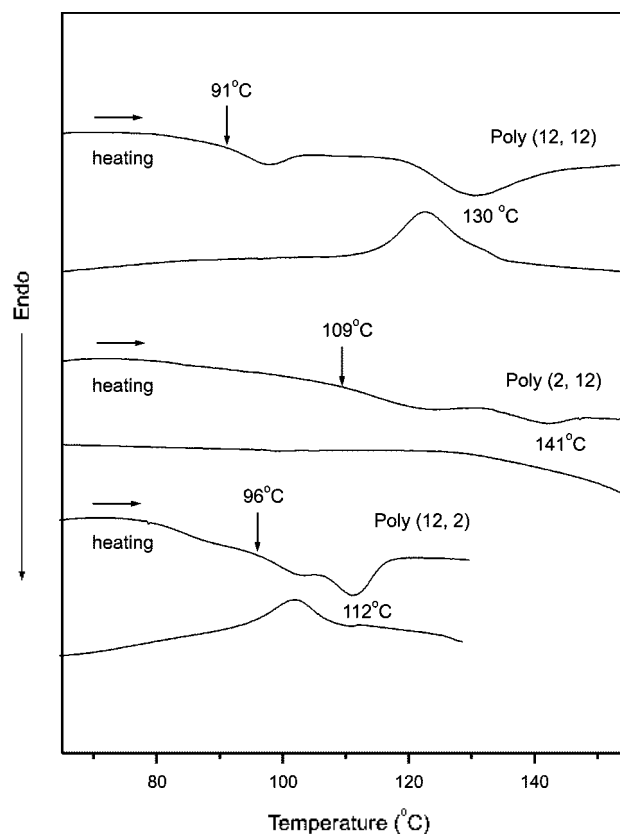 91°C
Poly (12, 12)
heating
130 °C
109°C
Poly (2, 12)
heating
141°C
96°C
Poly (12, 2)
heating
112°C
Endo
80 100 120 140
Temperature (°C)